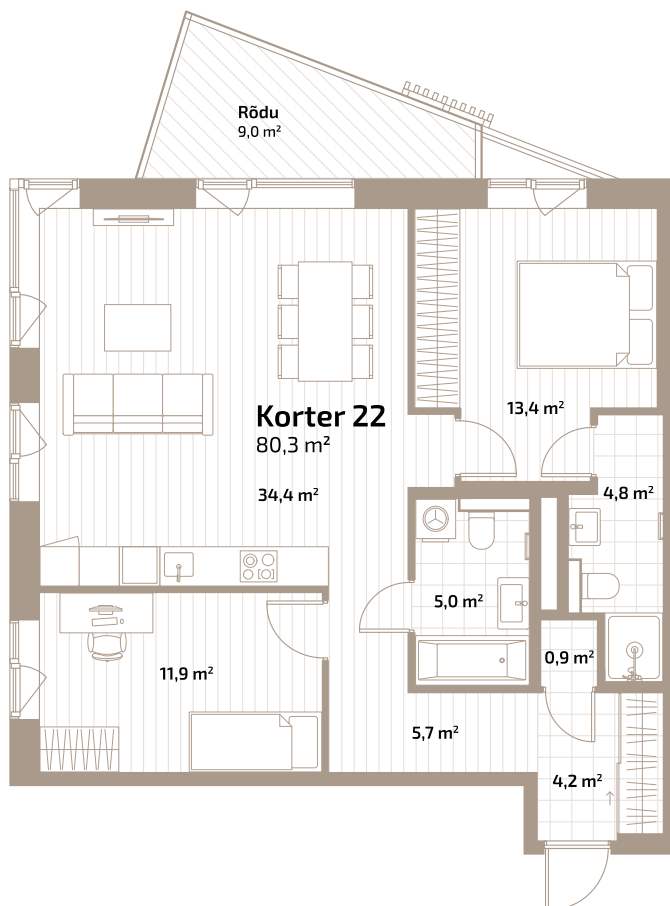 Rõdu
9,0 m²
Korter 22
80,3 m²
13,4 m²
34,4 m²
4,8 m²
5,0 m²
0,9 m²
11,9 m²
5,7 m²
4,2 m²